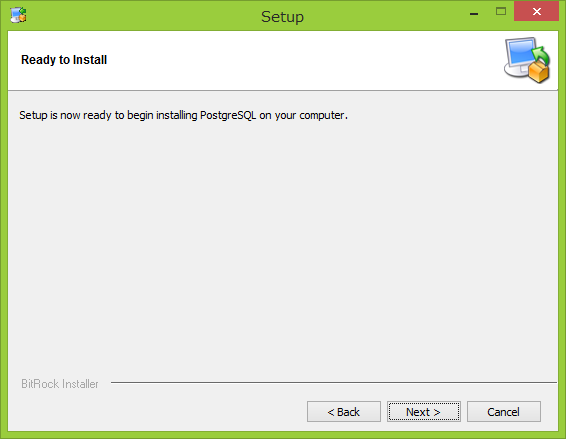 Setup
Ready to Install
Setup is now ready to begin installing PostgreSQL on your computer.
BitRock Installer
< Back
Next >
Cancel